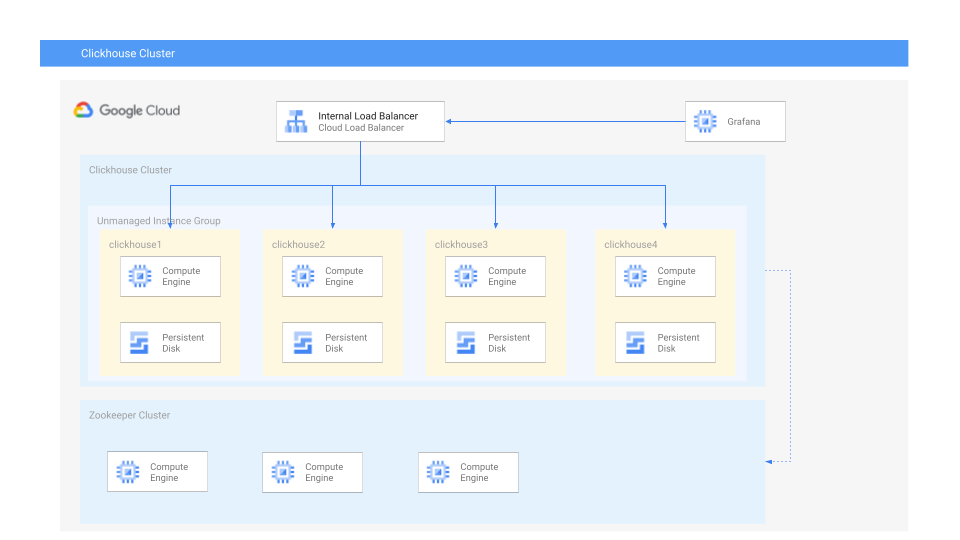 Clickhouse Cluster
Google Cloud
Internal Load Balancer
Cloud Load Balancer
Grafana
Clickhouse Cluster
Unmanaged Instance Group
clickhouse1
clickhouse2
clickhouse3
clickhouse4
Compute
Engine
Compute
Engine
Compute
Engine
Compute
Engine
Persistent
Disk
Persistent
Disk
Persistent
Disk
Persistent
Disk
Zookeeper Cluster
Compute
Engine
Compute
Engine
Compute
Engine